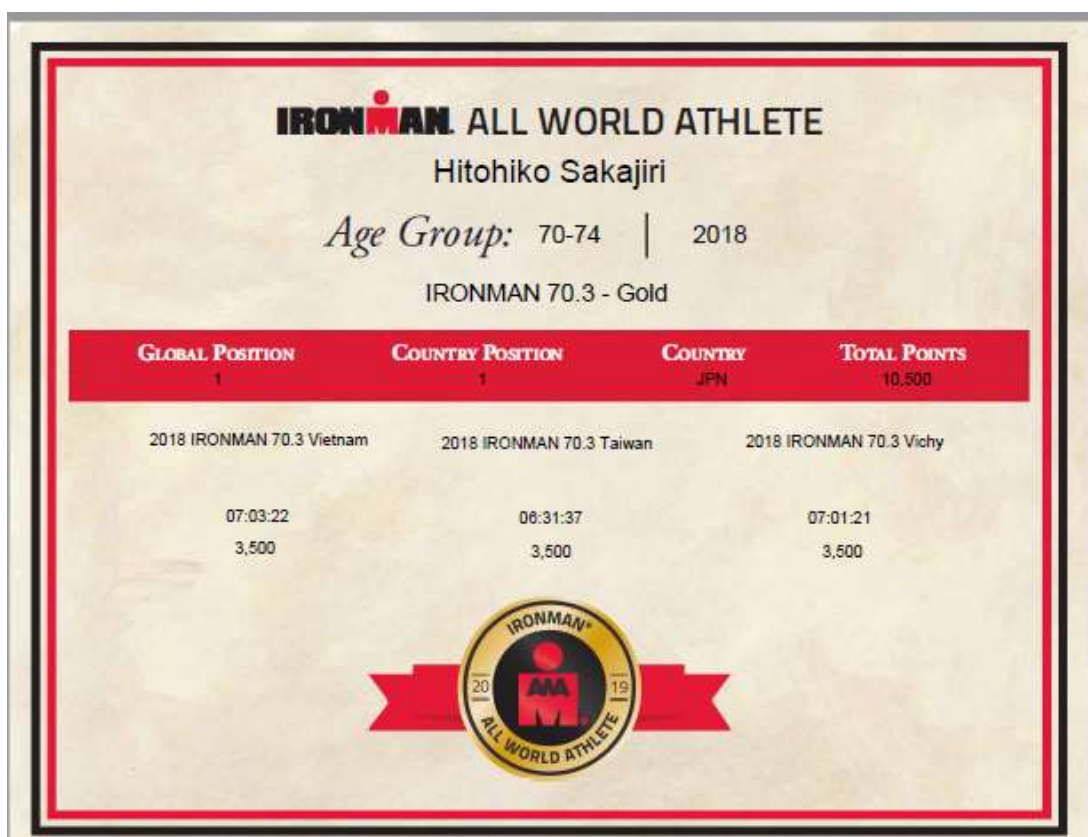 IRONMAN. ALL WORLD ATHLETE
Hitohiko Sakajiri
Age Group: 70-74 | 2018
IRONMAN 70.3 - Gold
GLOBAL POSITION COUNTRY POSITION COUNTRY TOTAL POINTS
1 1 JPN 10,500
2018 IRONMAN 70.3 Vietnam 2018 IRONMAN 70.3 Taiwan 2018 IRONMAN 70.3 Vichy
07:03:22 06:31:37 07:01:21
3,500 3,500 3,500
IRONMAN®
20 AWA 19
M
ALL WORLD ATHLETE